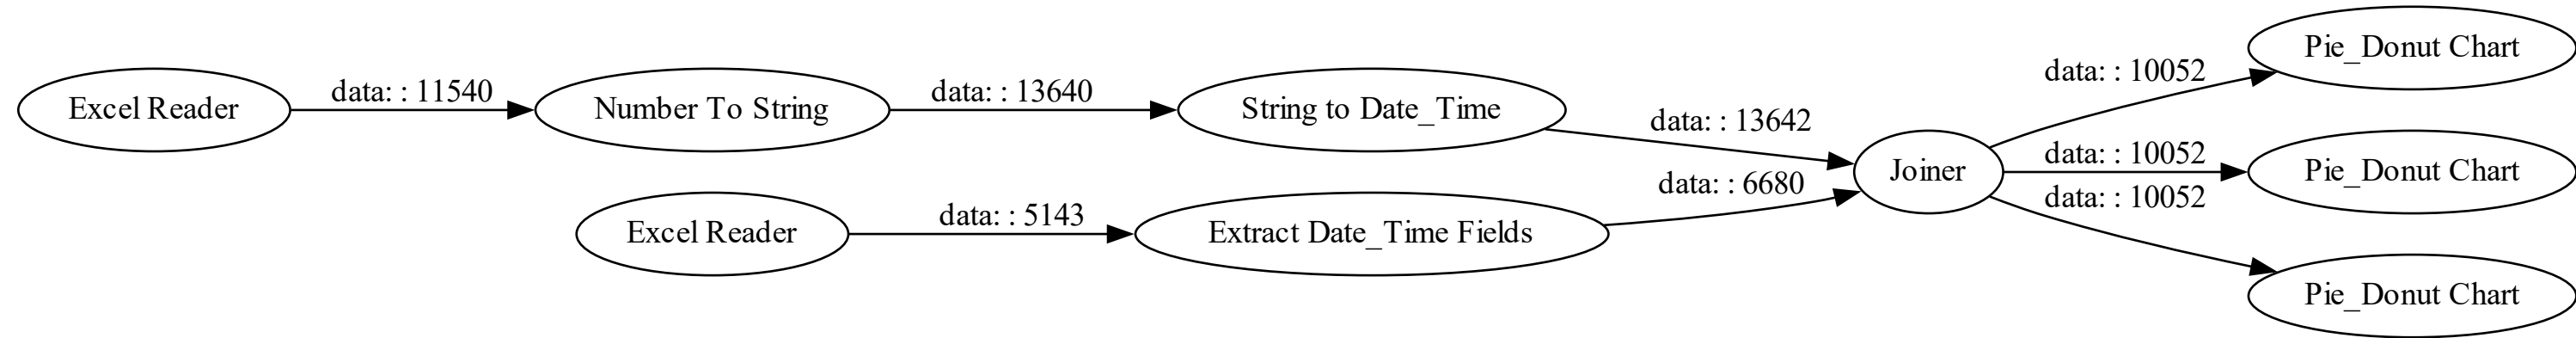 Excel Reader
data: : 11540
Number To String
data: : 13640
String to Date_Time
data: : 13642
Excel Reader
data: : 5143
Extract Date_Time Fields
data: : 6680
Joiner
data: : 10052
Pie_Donut Chart
data: : 10052
Pie_Donut Chart
data: : 10052
Pie_Donut Chart